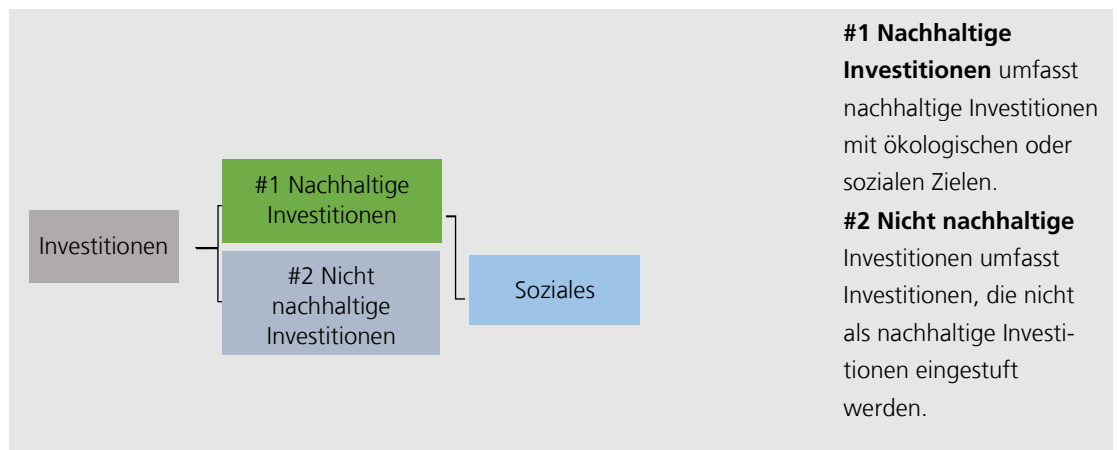 Investitionen
#1 Nachhaltige
Investitionen
#2 Nicht
nachhaltige
Investitionen
Soziales
#1 Nachhaltige
Investitionen umfasst
nachhaltige Investitionen
mit ökologischen oder
sozialen Zielen.
#2 Nicht nachhaltige
Investitionen umfasst
Investitionen, die nicht
als nachhaltige Investi-
tionen eingestuft
werden.